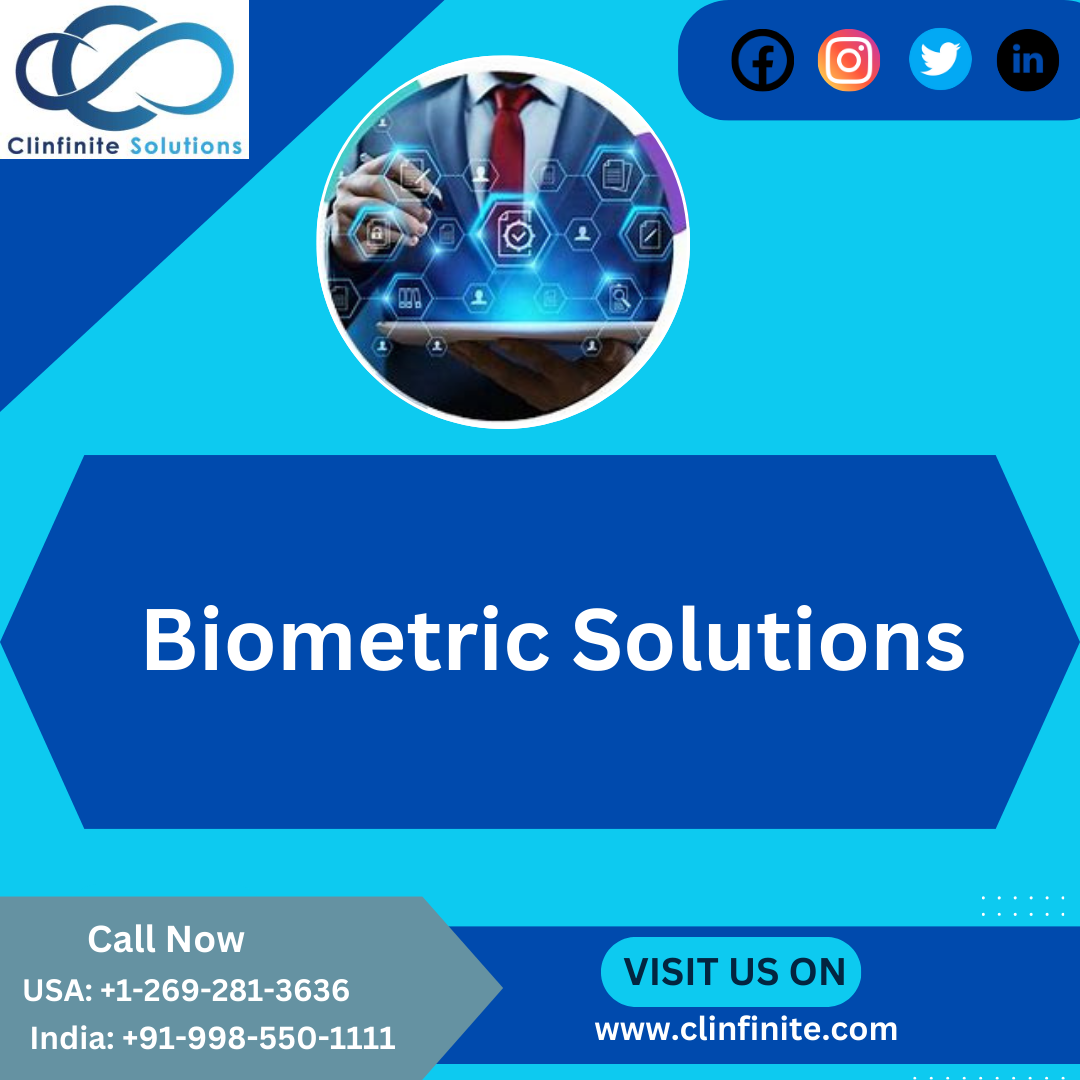 Clinfinite Solutions
in
Biometric Solutions
Call Now
USA: +1-269-281-3636
India: +91-998-550-1111
VISIT US ON
www.clinfinite.com